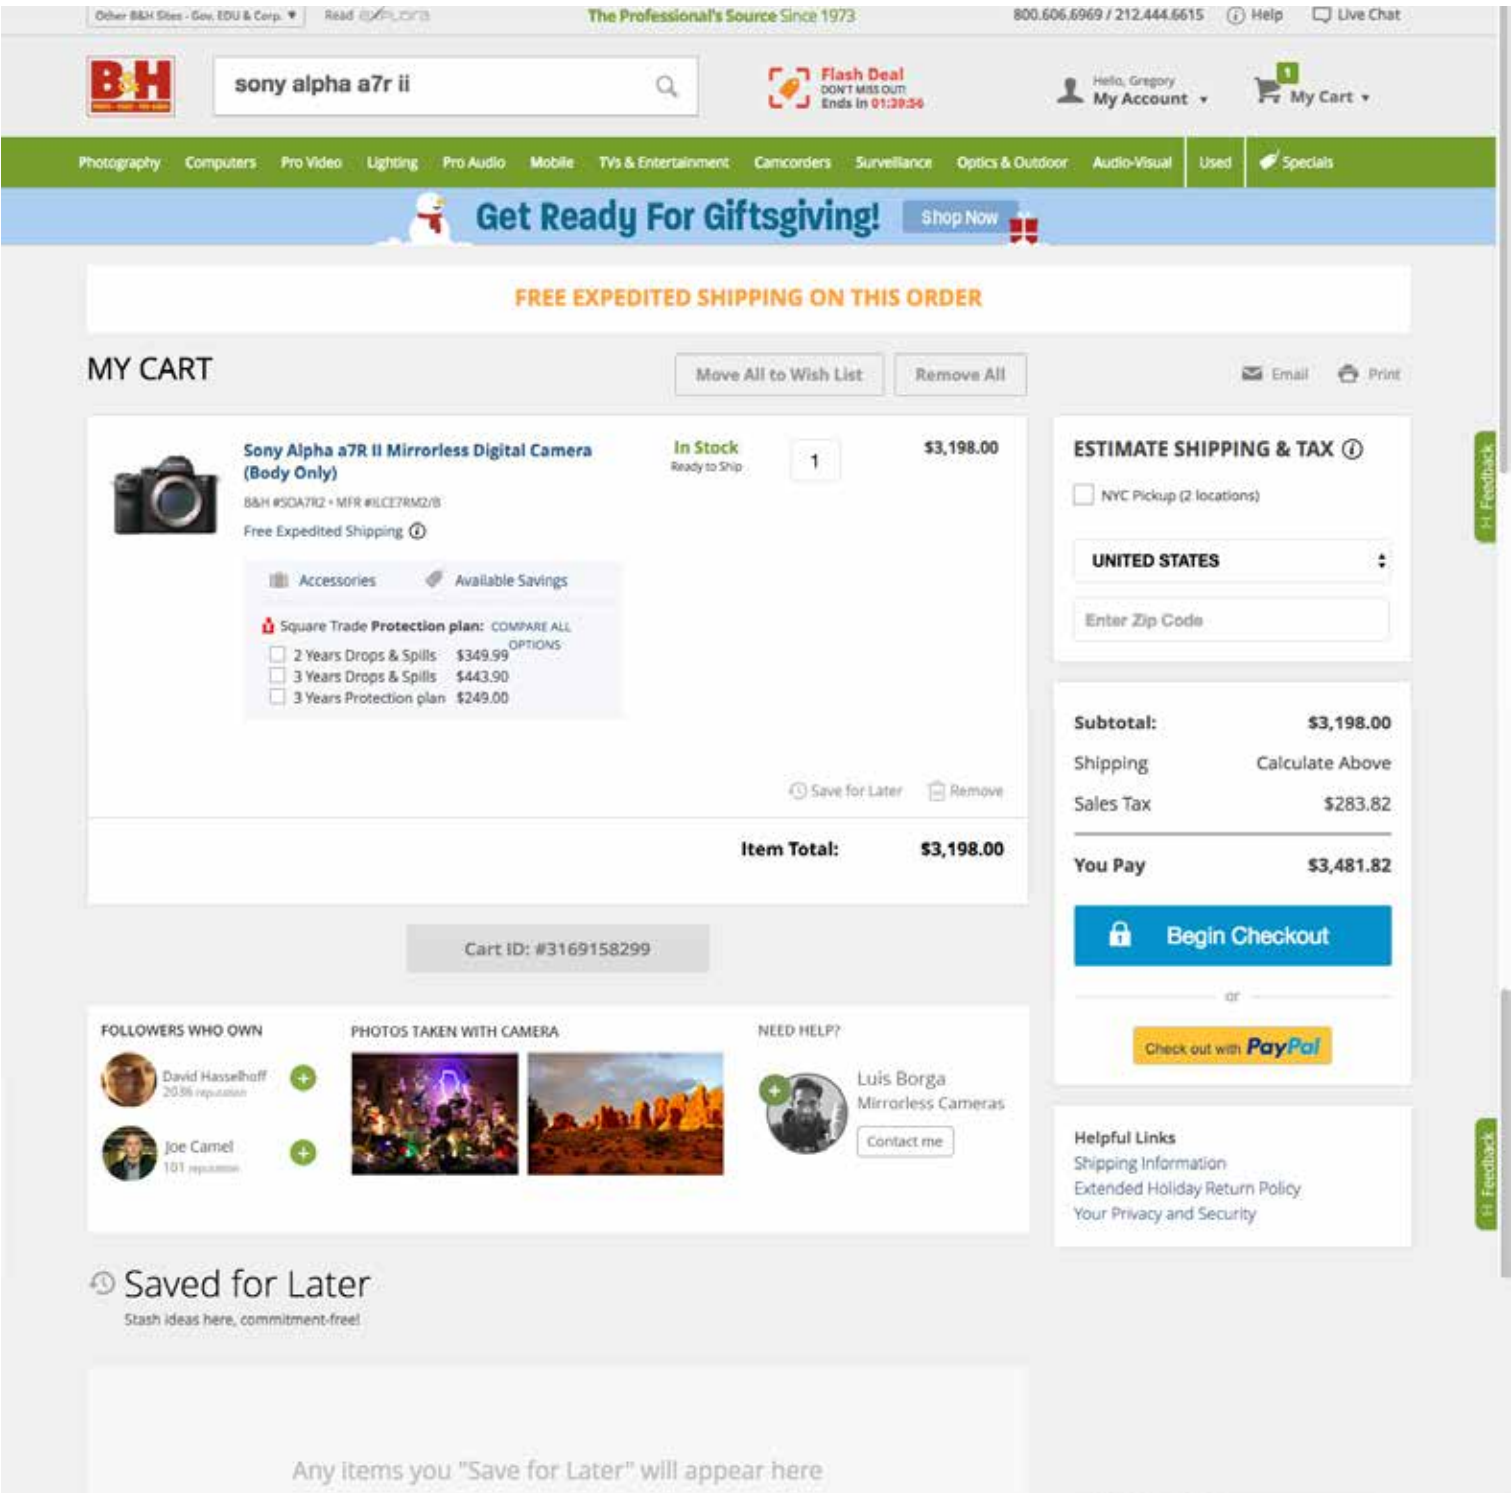 Other B&H Sites - Gov, EDU & Corp. ▼
Read explora
The Professional's Source Since 1973
800.606.6969 / 212.444.6615
Help
Live Chat
B&H
sony alpha a7r ii
Flash Deal
DON'T MISS OUT!
Ends in 01:39:56
Hello, Gregory
My Account
1
My Cart
Photography Computers Pro Video Lighting Pro Audio Mobile TVs & Entertainment Camcorders Surveillance Optics & Outdoor Audio-Visual Used Specials
Get Ready For Giftsgiving! Shop Now
FREE EXPEDITED SHIPPING ON THIS ORDER
MY CART
Move All to Wish List
Remove All
Email
Print
Sony Alpha a7R II Mirrorless Digital Camera
(Body Only)
B&H #SOA7R2 • MFR #ILCE7RM2/B
Free Expedited Shipping
In Stock
Ready to Ship
1
$3,198.00
Accessories
Available Savings
Square Trade Protection plan: COMPARE ALL
OPTIONS
2 Years Drops & Spills $349.99
3 Years Drops & Spills $443.90
3 Years Protection plan $249.00
Save for Later
Remove
Item Total: $3,198.00
ESTIMATE SHIPPING & TAX
NYC Pickup (2 locations)
UNITED STATES
Enter Zip Code
Subtotal: $3,198.00
Shipping Calculate Above
Sales Tax $283.82
You Pay $3,481.82
Begin Checkout
or
Check out with PayPal
Cart ID: #3169158299
FOLLOWERS WHO OWN
David Hasselhoff
2036 reputation
Joe Camel
101 reputation
PHOTOS TAKEN WITH CAMERA
NEED HELP?
Luis Borga
Mirrorless Cameras
Contact me
Helpful Links
Shipping Information
Extended Holiday Return Policy
Your Privacy and Security
[-] Feedback
[-] Feedback
Saved for Later
Stash ideas here, commitment-free!
Any items you "Save for Later" will appear here